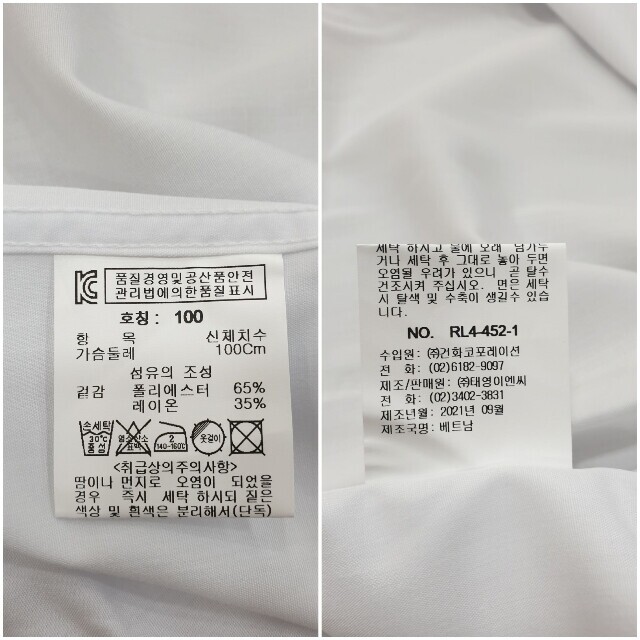 품질경영및공산품안전
관리법에의한품질표시
호칭 : 100
항 목 신체치수
가슴둘레 100Cm
섬유의 조성
겉감 폴리에스터 65%
레이온 35%
손세탁
30℃
중성
염소산소
표백
2
140~160℃
옷걸이
<취급상의주의사항>
땀이나 먼지로 오염이 되었을
경우 즉시 세탁 하시되 짙은
색상 및 흰색은 분리해서(단독)
세탁 하시고 물에 오래 담가두
거나 세탁 후 그대로 놓아 두면
오염될 우려가 있으니 곧 탈수
건조시켜 주십시오. 면은 세탁
시 탈색 및 수축이 생길수 있습
니다.
NO. RL4-452-1
수입원: ㈜건화코포레이션
전 화: (02)6182-9097
제조/판매원: ㈜태영이엔씨
전 화: (02)3402-3831
제조년월: 2021년 09월
제조국명: 베트남